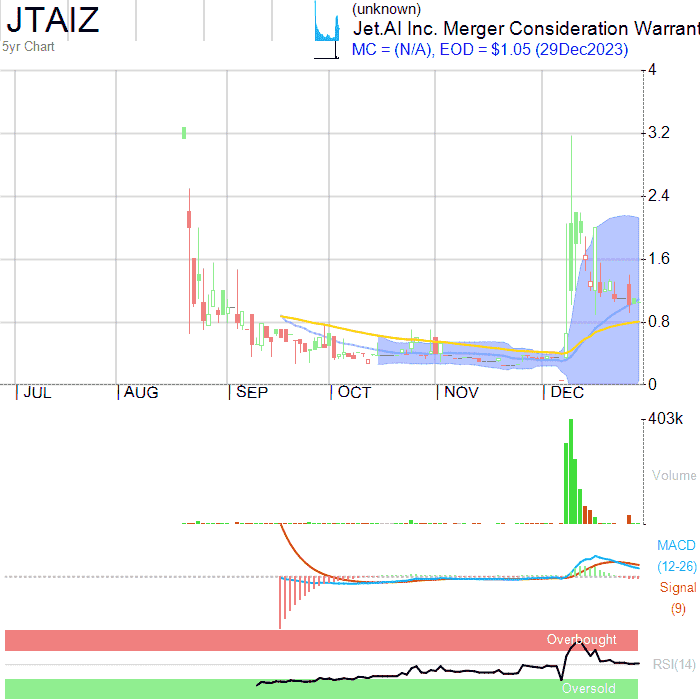 JTAIZ
5yr Chart
(unknown)
Jet.AI Inc. Merger Consideration Warrant
MC = (N/A), EOD = $1.05 (29Dec2023)
4
3.2
2.4
1.6
0.8
0
JUL AUG SEP OCT NOV DEC
403k
Volume
MACD
(12-26)
Signal
(9)
Overbought
RSI(14)
Oversold